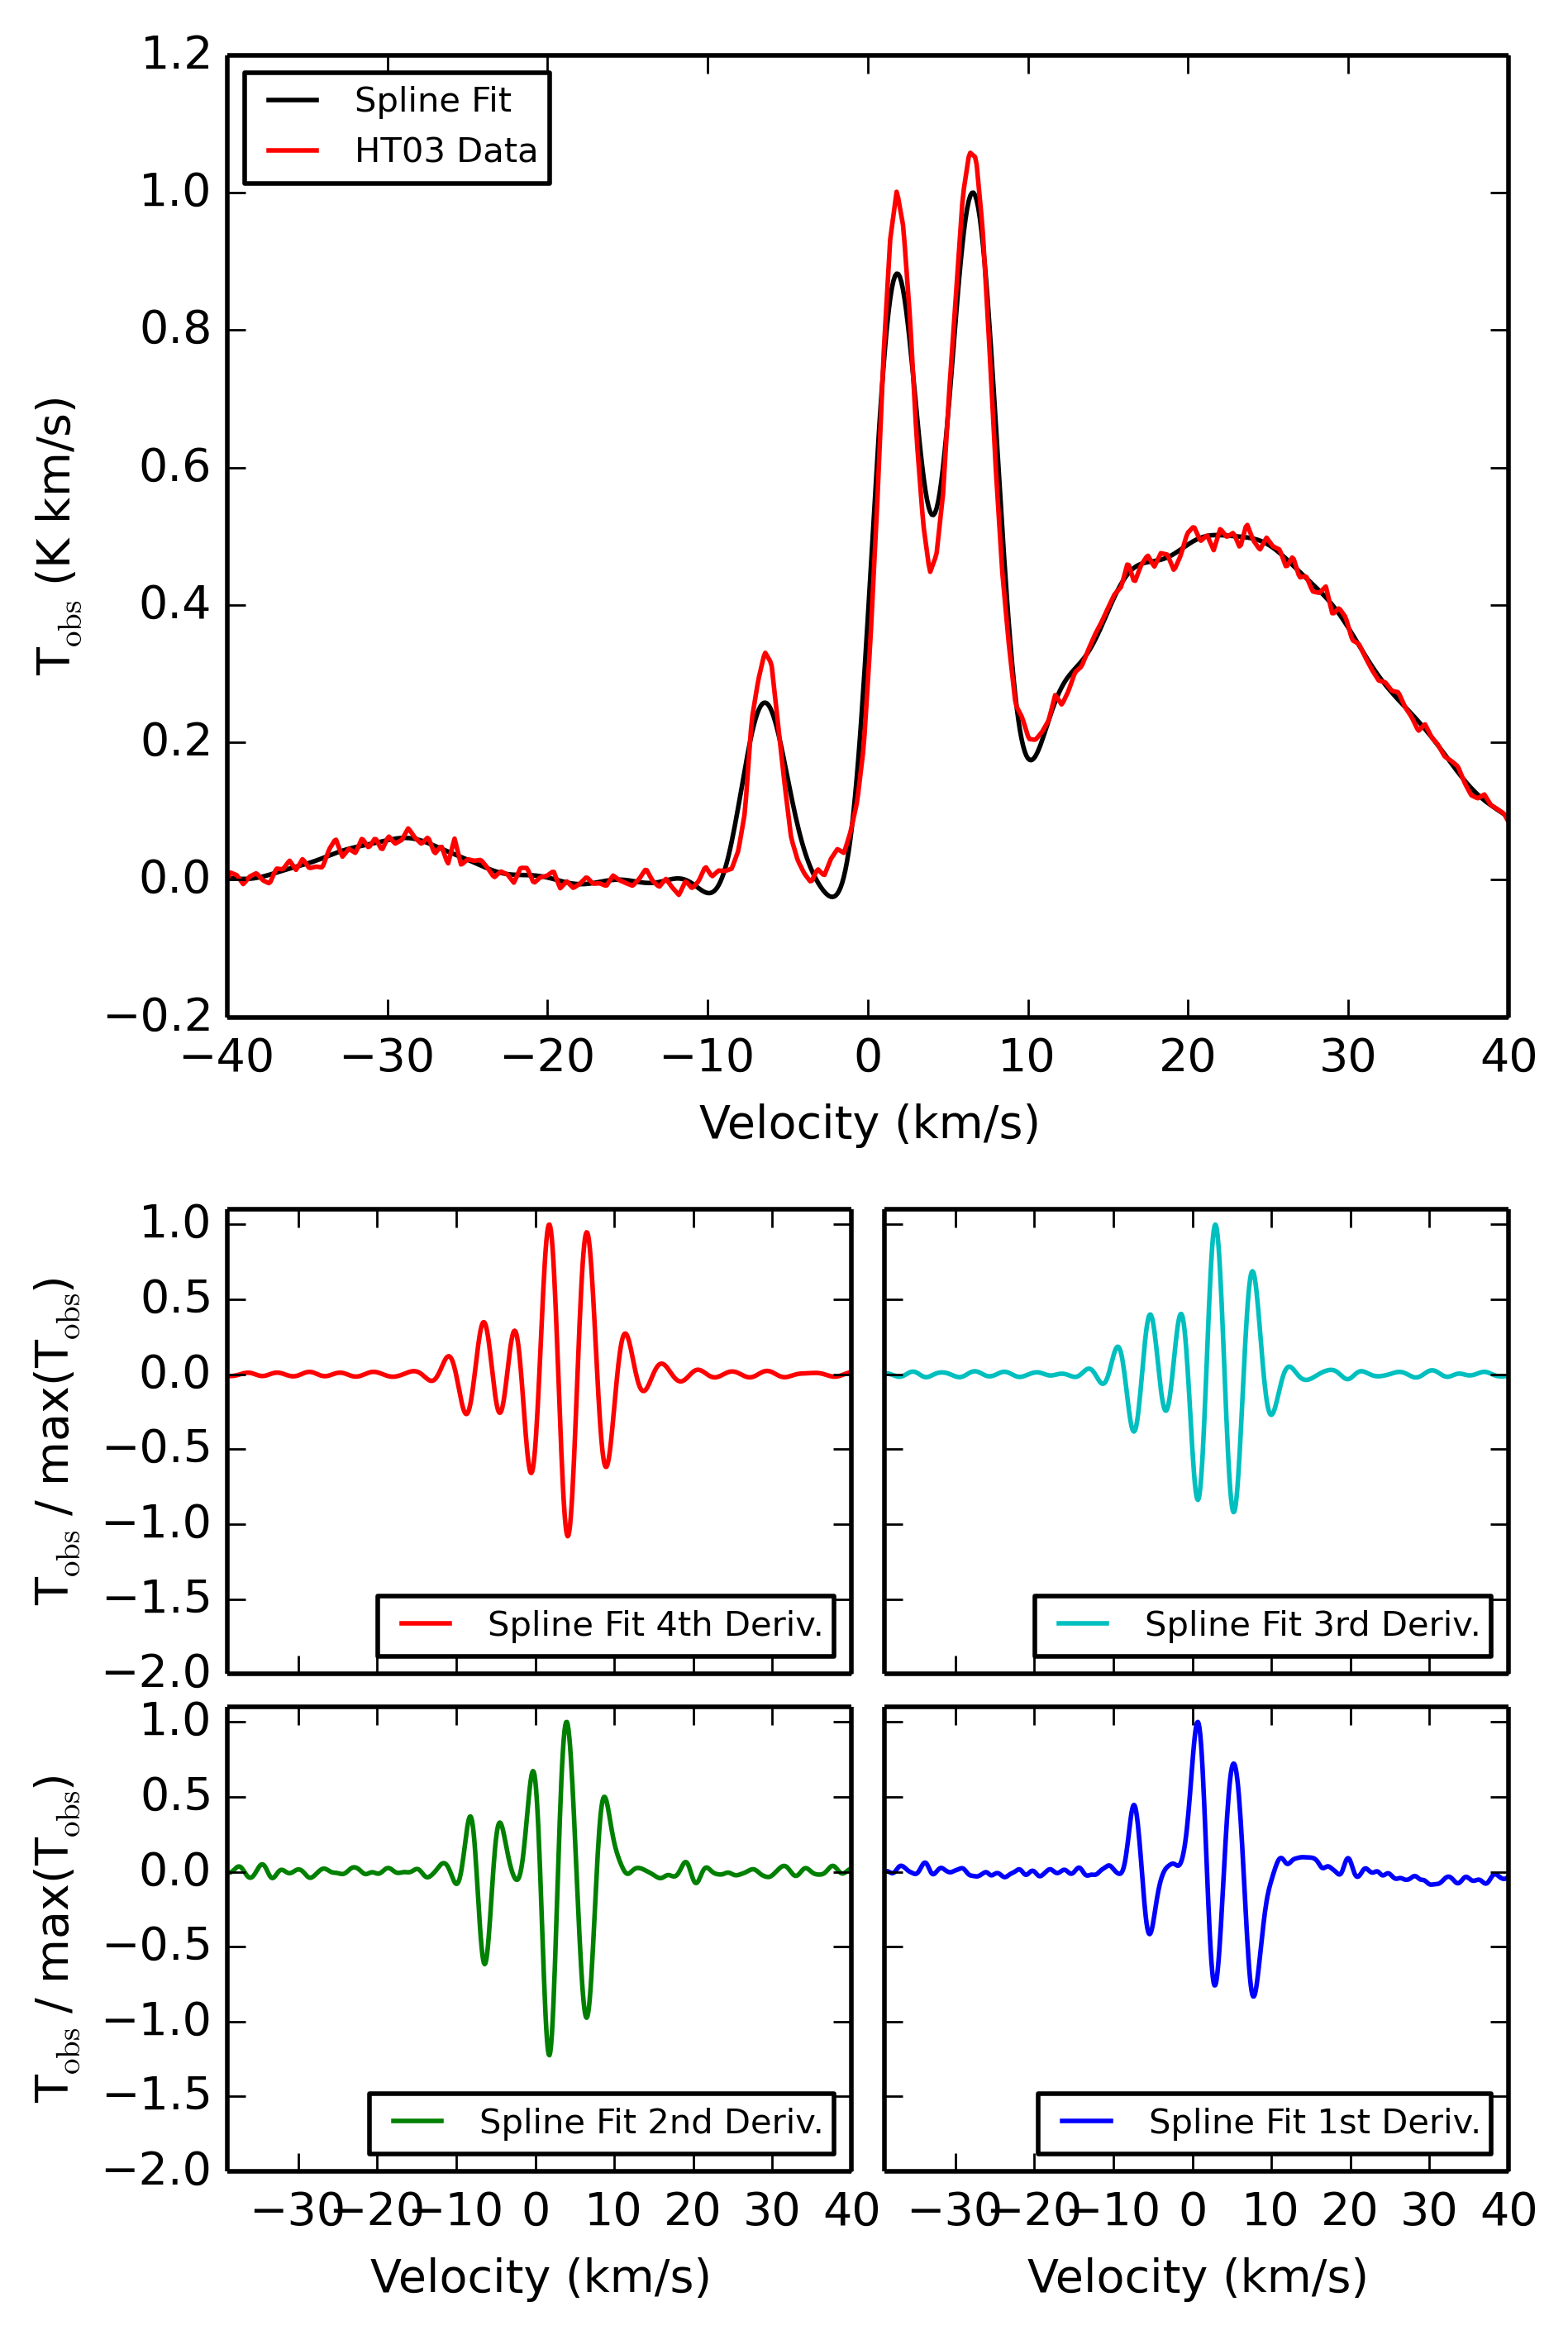 1.2
1.0
0.8
0.6
0.4
0.2
0.0
−0.2
T_obs (K km/s)
Spline Fit
HT03 Data
−40 −30 −20 −10 0 10 20 30 40
Velocity (km/s)
1.0
0.5
0.0
−0.5
−1.0
−1.5
−2.0
T_obs / max(T_obs)
Spline Fit 4th Deriv.
Spline Fit 3rd Deriv.
1.0
0.5
0.0
−0.5
−1.0
−1.5
−2.0
T_obs / max(T_obs)
Spline Fit 2nd Deriv.
Spline Fit 1st Deriv.
−30 −20 −10 0 10 20 30 40
−30 −20 −10 0 10 20 30 40
Velocity (km/s)
Velocity (km/s)